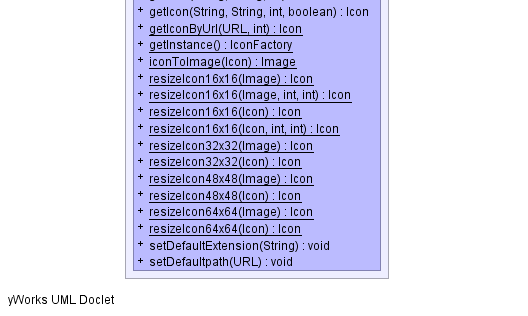 + getIcon(String, String, int, boolean) : Icon
+ getIconByUrl(URL, int) : Icon
+ getInstance() : IconFactory
+ iconToImage(Icon) : Image
+ resizeIcon16x16(Image) : Icon
+ resizeIcon16x16(Image, int, int) : Icon
+ resizeIcon16x16(Icon) : Icon
+ resizeIcon16x16(Icon, int, int) : Icon
+ resizeIcon32x32(Image) : Icon
+ resizeIcon32x32(Icon) : Icon
+ resizeIcon48x48(Image) : Icon
+ resizeIcon48x48(Icon) : Icon
+ resizeIcon64x64(Image) : Icon
+ resizeIcon64x64(Icon) : Icon
+ setDefaultExtension(String) : void
+ setDefaultpath(URL) : void
yWorks UML Doclet